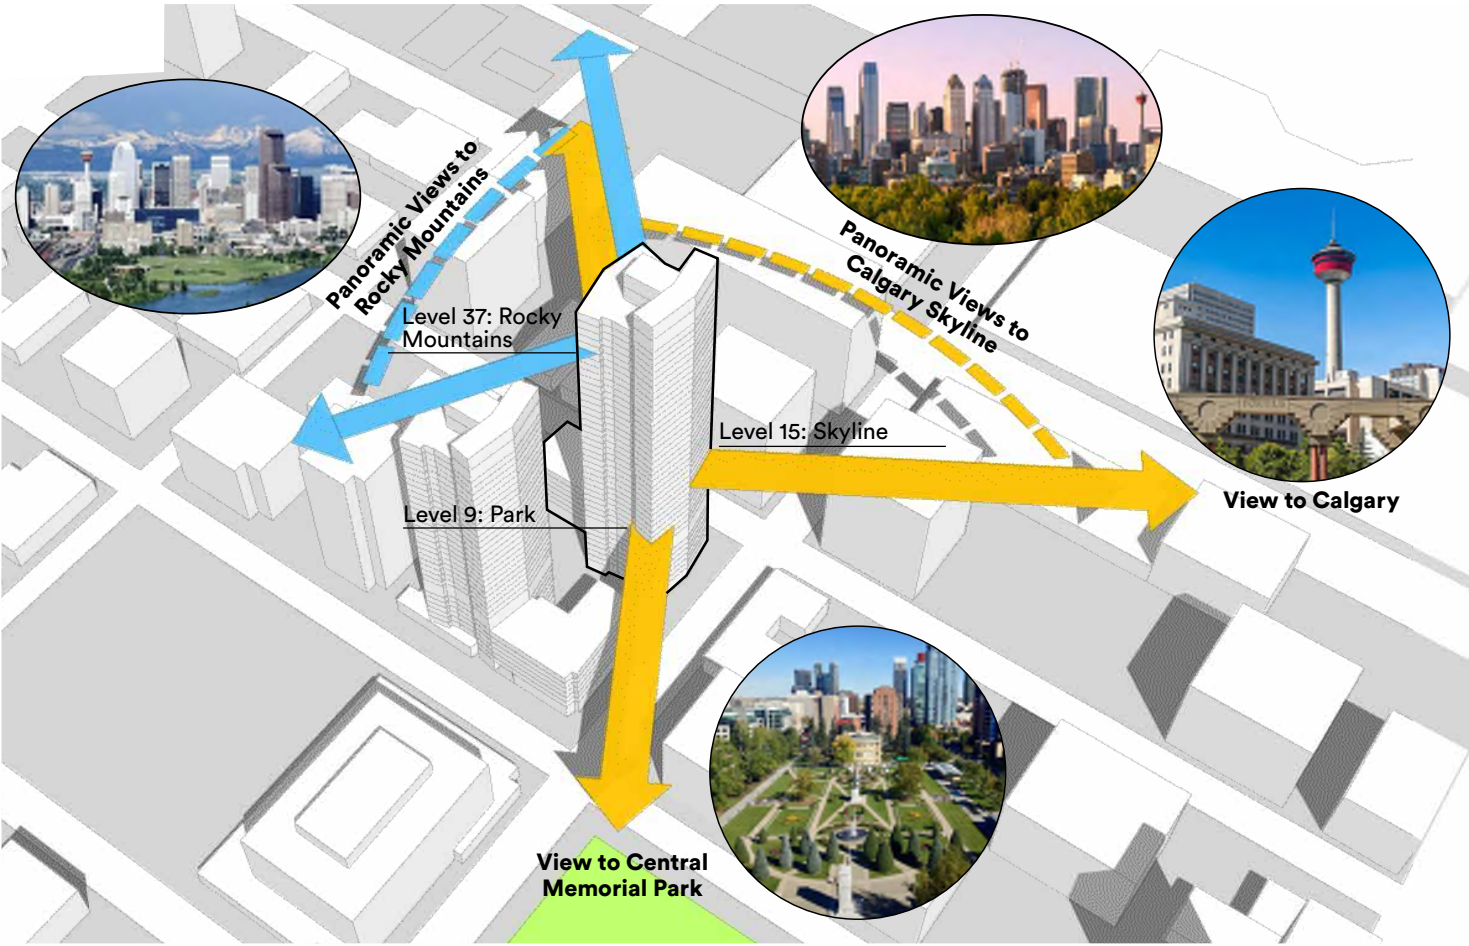 Panoramic Views to
Rocky Mountains
Panoramic Views to
Calgary Skyline
Level 37: Rocky
Mountains
Level 15: Skyline
View to Calgary
Level 9: Park
View to Central
Memorial Park